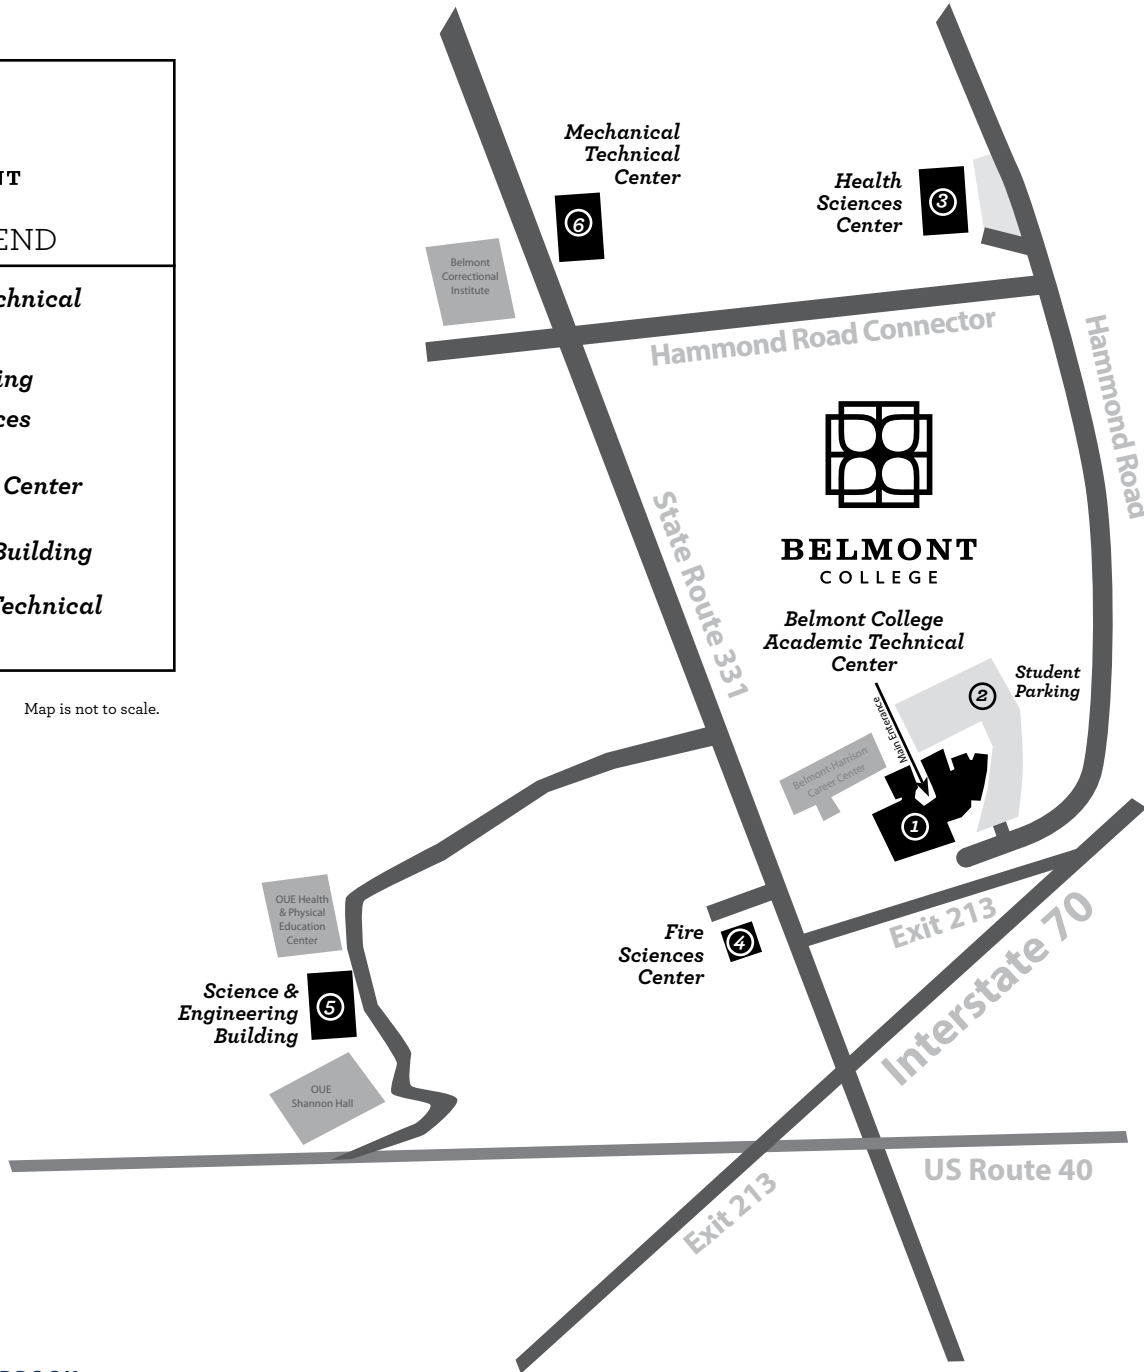 Mechanical
Technical
Center
6
Health
Sciences
Center
3
Belmont
Correctional
Institute
Hammond Road Connector
Hammond Road
END
chnical
ing
ces
Center
Building
Technical
Map is not to scale.
State Route 331
BELMONT
COLLEGE
Belmont College
Academic Technical
Center
Student
Parking
2
Main Entrance
Belmont-Harrison
Career Center
1
OUE Health
& Physical
Education
Center
Fire
Sciences
Center
4
Exit 213
Interstate 70
Science &
Engineering
Building
5
OUE
Shannon Hall
US Route 40
Exit 213